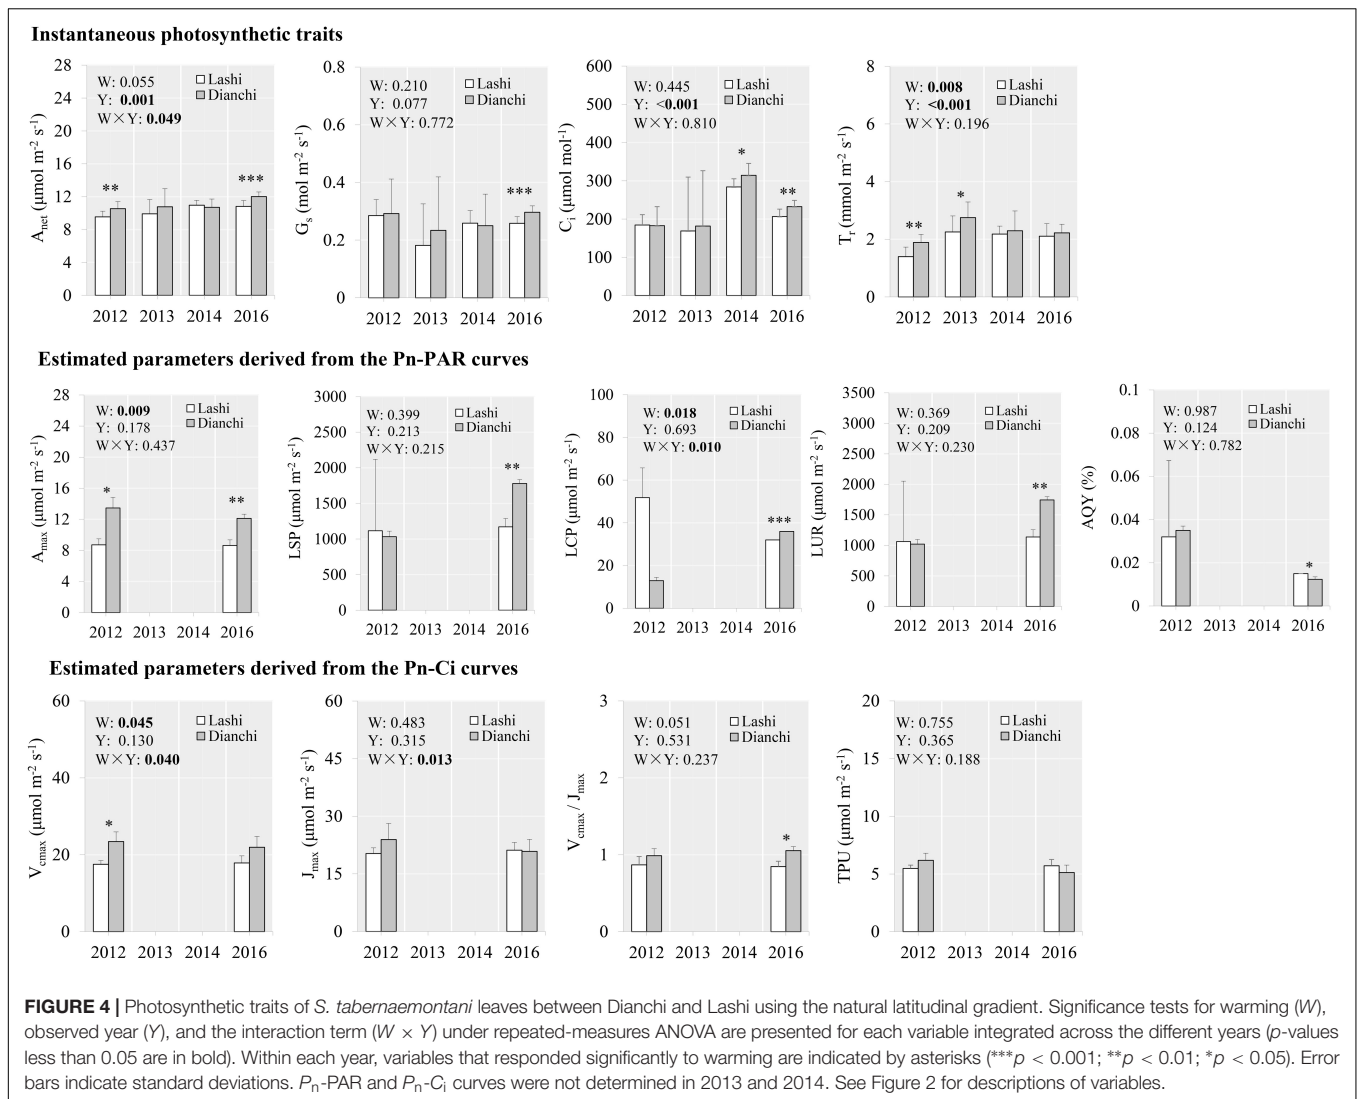 Instantaneous photosynthetic traits
A_net (μmol m⁻² s⁻¹)
28
24
20
16
12
8
4
0
W: 0.055
Y: 0.001
W×Y: 0.049
Lashi
Dianchi
**
***
2012 2013 2014 2016
G_s (mol m⁻² s⁻¹)
0.8
0.6
0.4
0.2
0
W: 0.210
Y: 0.077
W×Y: 0.772
Lashi
Dianchi
***
2012 2013 2014 2016
C_i (μmol mol⁻¹)
600
500
400
300
200
100
0
W: 0.445
Y: <0.001
W×Y: 0.810
Lashi
Dianchi
*
**
2012 2013 2014 2016
T_r (mmol m⁻² s⁻¹)
8
6
4
2
0
W: 0.008
Y: <0.001
W×Y: 0.196
Lashi
Dianchi
**
*
2012 2013 2014 2016
Estimated parameters derived from the Pn-PAR curves
A_max (μmol m⁻² s⁻¹)
28
24
20
16
12
8
4
0
W: 0.009
Y: 0.178
W×Y: 0.437
Lashi
Dianchi
*
**
2012 2013 2014 2016
LSP (μmol m⁻² s⁻¹)
3000
2500
2000
1500
1000
500
0
W: 0.399
Y: 0.213
W×Y: 0.215
Lashi
Dianchi
**
2012 2013 2014 2016
LCP (μmol m⁻² s⁻¹)
100
80
60
40
20
0
W: 0.018
Y: 0.693
W×Y: 0.010
Lashi
Dianchi
***
2012 2013 2014 2016
LUR (μmol m⁻² s⁻¹)
3500
3000
2500
2000
1500
1000
500
0
W: 0.369
Y: 0.209
W×Y: 0.230
Lashi
Dianchi
**
2012 2013 2014 2016
AQY (%)
0.1
0.08
0.06
0.04
0.02
0
W: 0.987
Y: 0.124
W×Y: 0.782
Lashi
Dianchi
*
2012 2013 2014 2016
Estimated parameters derived from the Pn-Ci curves
V_cmax (μmol m⁻² s⁻¹)
60
40
20
0
W: 0.045
Y: 0.130
W×Y: 0.040
Lashi
Dianchi
*
2012 2013 2014 2016
J_max (μmol m⁻² s⁻¹)
60
45
30
15
0
W: 0.483
Y: 0.315
W×Y: 0.013
Lashi
Dianchi
2012 2013 2014 2016
V_cmax / J_max
3
2
1
0
W: 0.051
Y: 0.531
W×Y: 0.237
Lashi
Dianchi
*
2012 2013 2014 2016
TPU (μmol m⁻² s⁻¹)
20
15
10
5
0
W: 0.755
Y: 0.365
W×Y: 0.188
Lashi
Dianchi
2012 2013 2014 2016
FIGURE 4 | Photosynthetic traits of S. tabernaemontani leaves between Dianchi and Lashi using the natural latitudinal gradient. Significance tests for warming (W),
observed year (Y), and the interaction term (W × Y) under repeated-measures ANOVA are presented for each variable integrated across the different years (p-values
less than 0.05 are in bold). Within each year, variables that responded significantly to warming are indicated by asterisks (***p < 0.001; **p < 0.01; *p < 0.05). Error
bars indicate standard deviations. Pn-PAR and Pn-Ci curves were not determined in 2013 and 2014. See Figure 2 for descriptions of variables.